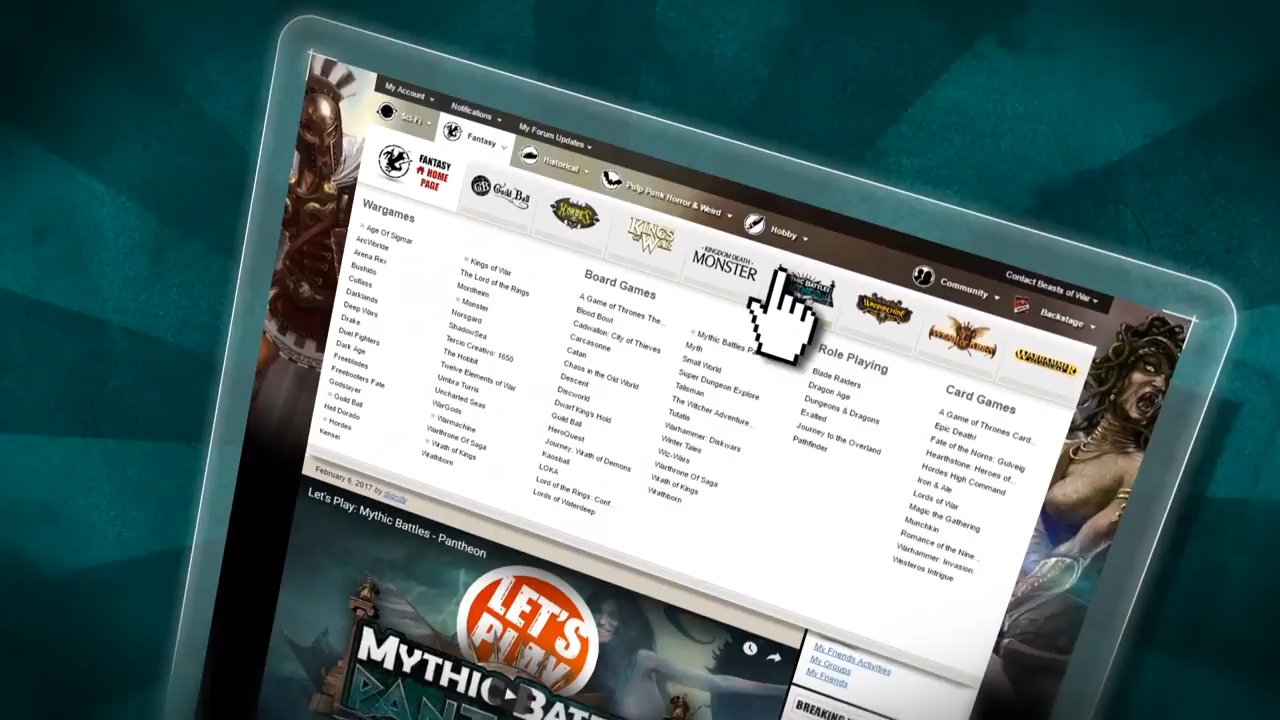 My Account
Notifications
My Forum Updates
Contact Beasts of War
Sci-Fi
Fantasy
Historical
Pulp Punk Horror & Weird
Hobby
Community
Backstage
FANTASY
HOME
PAGE
GB Guild Ball
HORDES
KINGS
OF WAR
KINGDOM DEATH
MONSTER
WARMACHINE
Wargames
Age Of Sigmar
ArcWorlde
Arena Rex
Bushido
Cutlass
Darklands
Deep Wars
Drake
Duel Fighters
Dark Age
Freeblades
Freebooters Fate
Godslayer
Guild Ball
Hell Dorado
Hordes
Kensei
Kings of War
The Lord of the Rings
Mordheim
Monster
Norsgard
ShadowSea
Tercio Creativo: 1650
The Hobbit
Twelve Elements of War
Umbra Turris
Uncharted Seas
WarGods
Warmachine
Warthrone Of Saga
Wrath of Kings
Wrathborn
Board Games
A Game of Thrones The...
Blood Bowl
Cadwallon: City of Thieves
Carcasonne
Catan
Chaos in the Old World
Descent
Discworld
Dwarf King's Hold
Guild Ball
HeroQuest
Journey: Wrath of Demons
Kaosball
LOKA
Lord of the Rings: Conf...
Lords of Waterdeep
Mythic Battles
Myth
Small World
Super Dungeon Explore
Talisman
The Witcher Adventure...
Tutatis
Warhammer: Diskwars
Winter Tales
Wiz-Wars
Warthrone Of Saga
Wrath of Kings
Wrathborn
Role Playing
Blade Raiders
Dragon Age
Dungeons & Dragons
Exalted
Journey to the Overland
Pathfinder
Card Games
A Game of Thrones Card...
Epic Death!
Fate of the Norns: Gulveig
Hearthstone: Heroes of...
Hordes High Command
Iron & Ale
Lords of War
Magic the Gathering
Munchkin
Romance of the Nine...
Warhammer: Invasion
Westeros Intrigue
February 6, 2017 by dignity
Let's Play: Mythic Battles - Pantheon
LET'S
PLAY
MYTHIC BATT
PANT
My Friends Activities
My Groups
My Friends
BREAKING